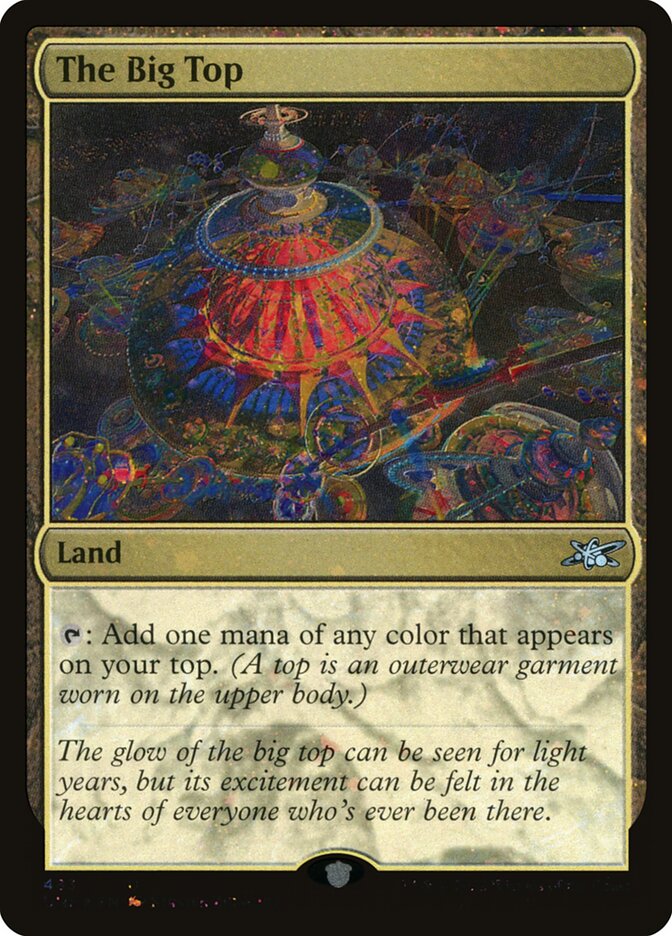 The Big Top
Land
: Add one mana of any color that appears
on your top. (A top is an outerwear garment
worn on the upper body.)
The glow of the big top can be seen for light
years, but its excitement can be felt in the
hearts of everyone who's ever been there.